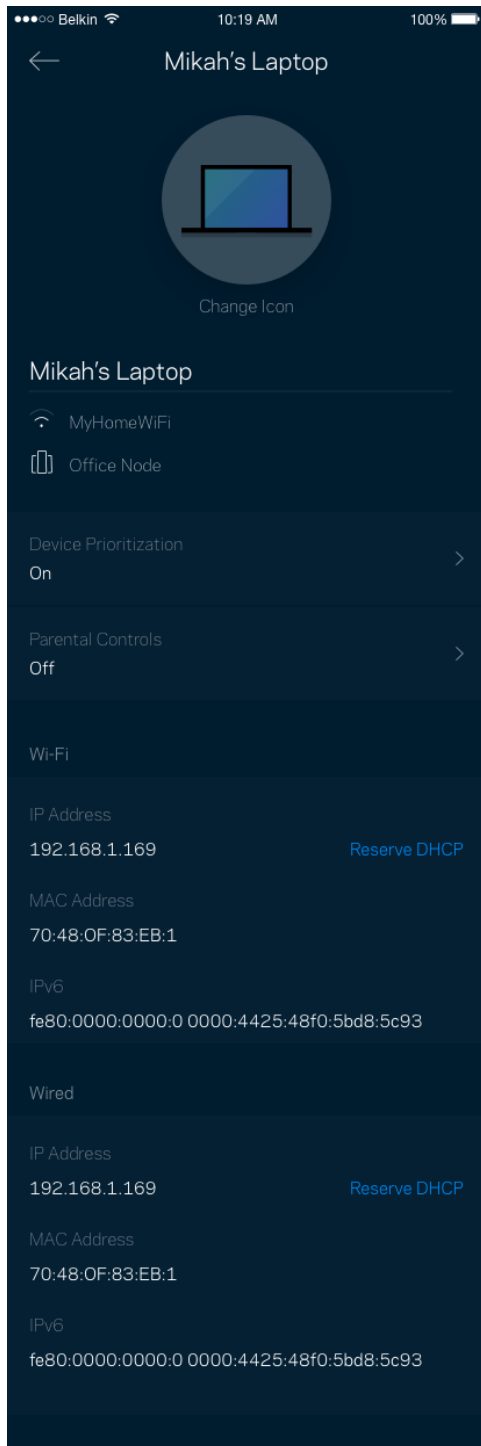 Belkin 10:19 AM 100%
Mikah's Laptop
Change Icon
Mikah's Laptop
MyHomeWiFi
Office Node
Device Prioritization
On
Parental Controls
Off
Wi-Fi
IP Address
192.168.1.169 Reserve DHCP
MAC Address
70:48:0F:83:EB:1
IPv6
fe80:0000:0000:0 0000:4425:48f0:5bd8:5c93
Wired
IP Address
192.168.1.169 Reserve DHCP
MAC Address
70:48:0F:83:EB:1
IPv6
fe80:0000:0000:0 0000:4425:48f0:5bd8:5c93